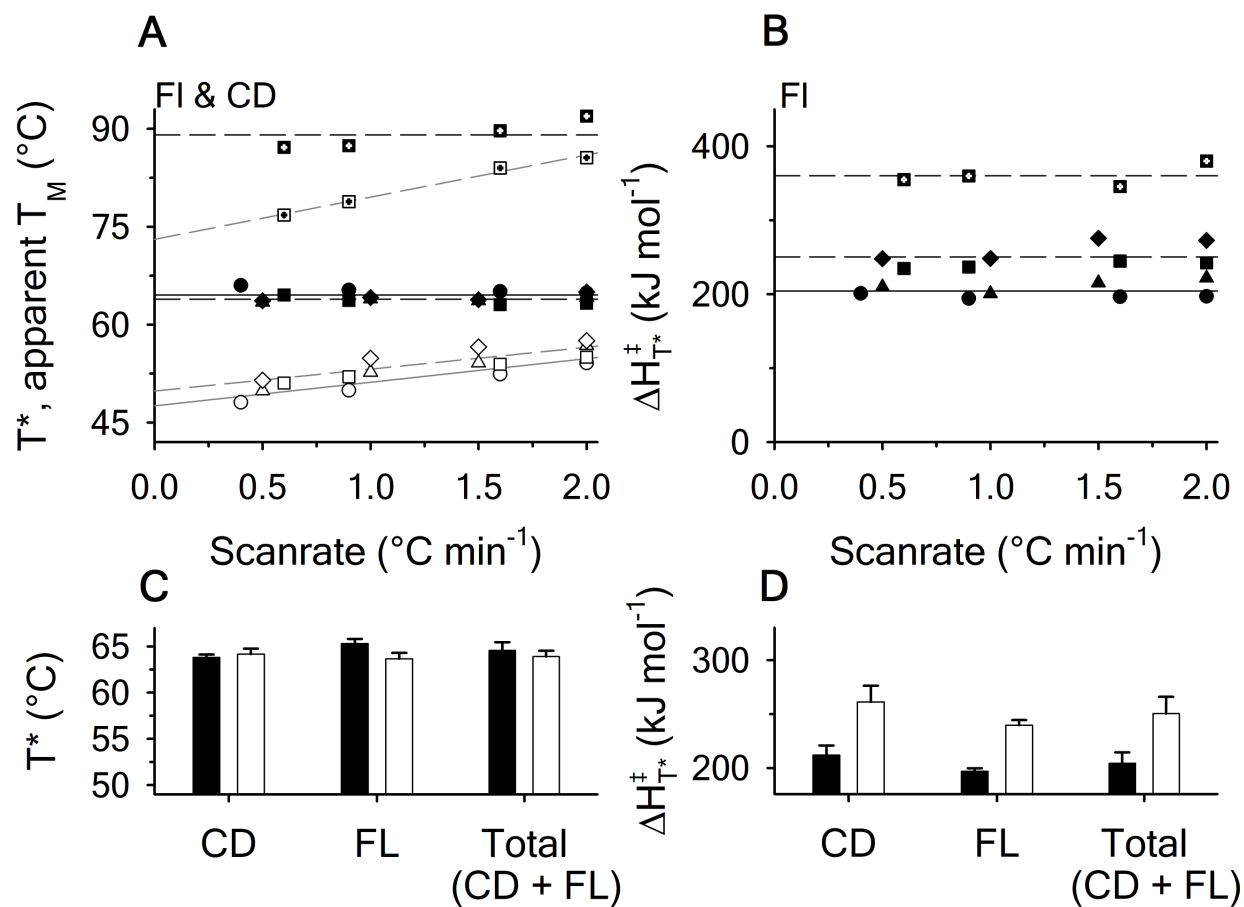 A
Fl & CD
T*, apparent T_M (°C)
90
75
60
45
0.0 0.5 1.0 1.5 2.0
Scanrate (°C min⁻¹)
B
Fl
ΔH‡T* (kJ mol⁻¹)
400
200
0
0.0 0.5 1.0 1.5 2.0
Scanrate (°C min⁻¹)
C
T* (°C)
65
60
55
50
CD FL Total
(CD + FL)
D
ΔH‡T* (kJ mol⁻¹)
300
200
CD FL Total
(CD + FL)